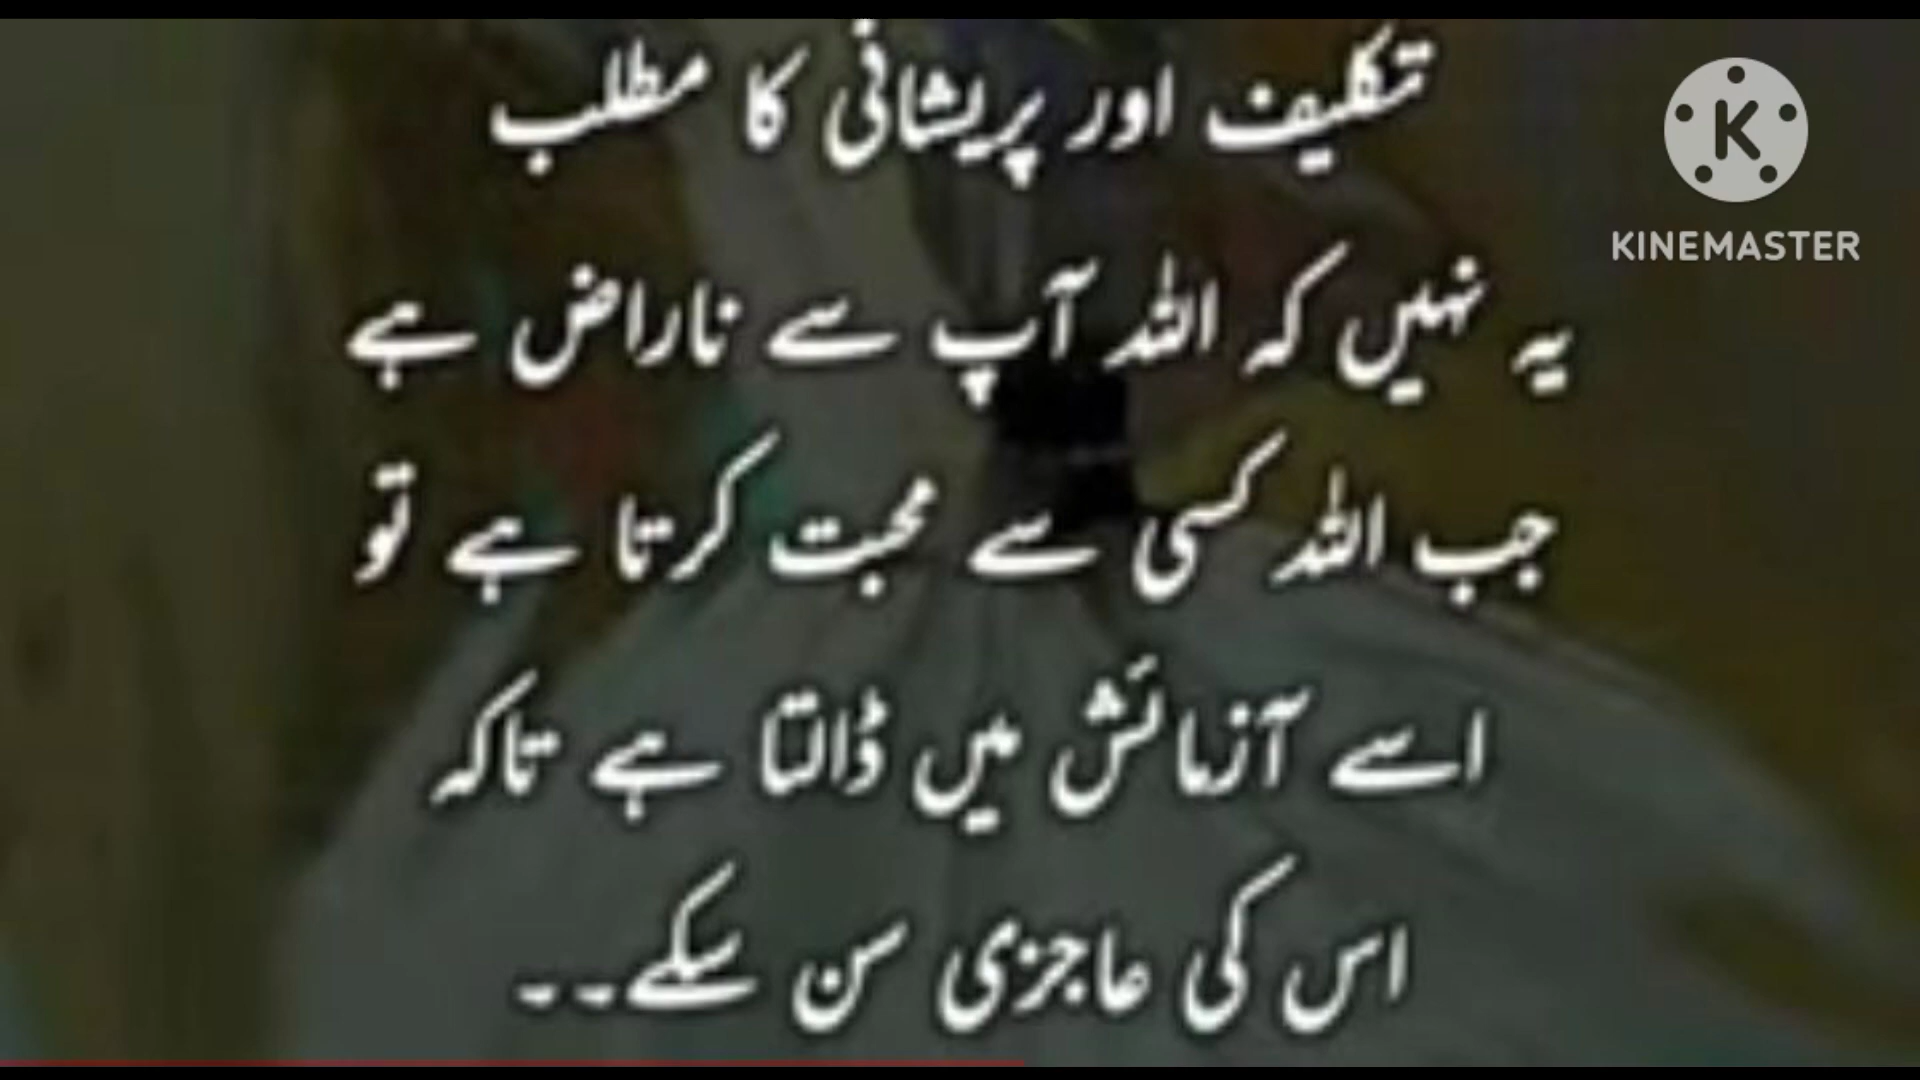 تکلیف اور پریشانی کا مطلب
یہ نہیں کہ اللہ آپ سے ناراض ہے
جب اللہ کسی سے محبت کرتا ہے تو
اسے آزمائش میں ڈالتا ہے تاکہ
اس کی عاجزی سن سکے۔۔
K
KINEMASTER